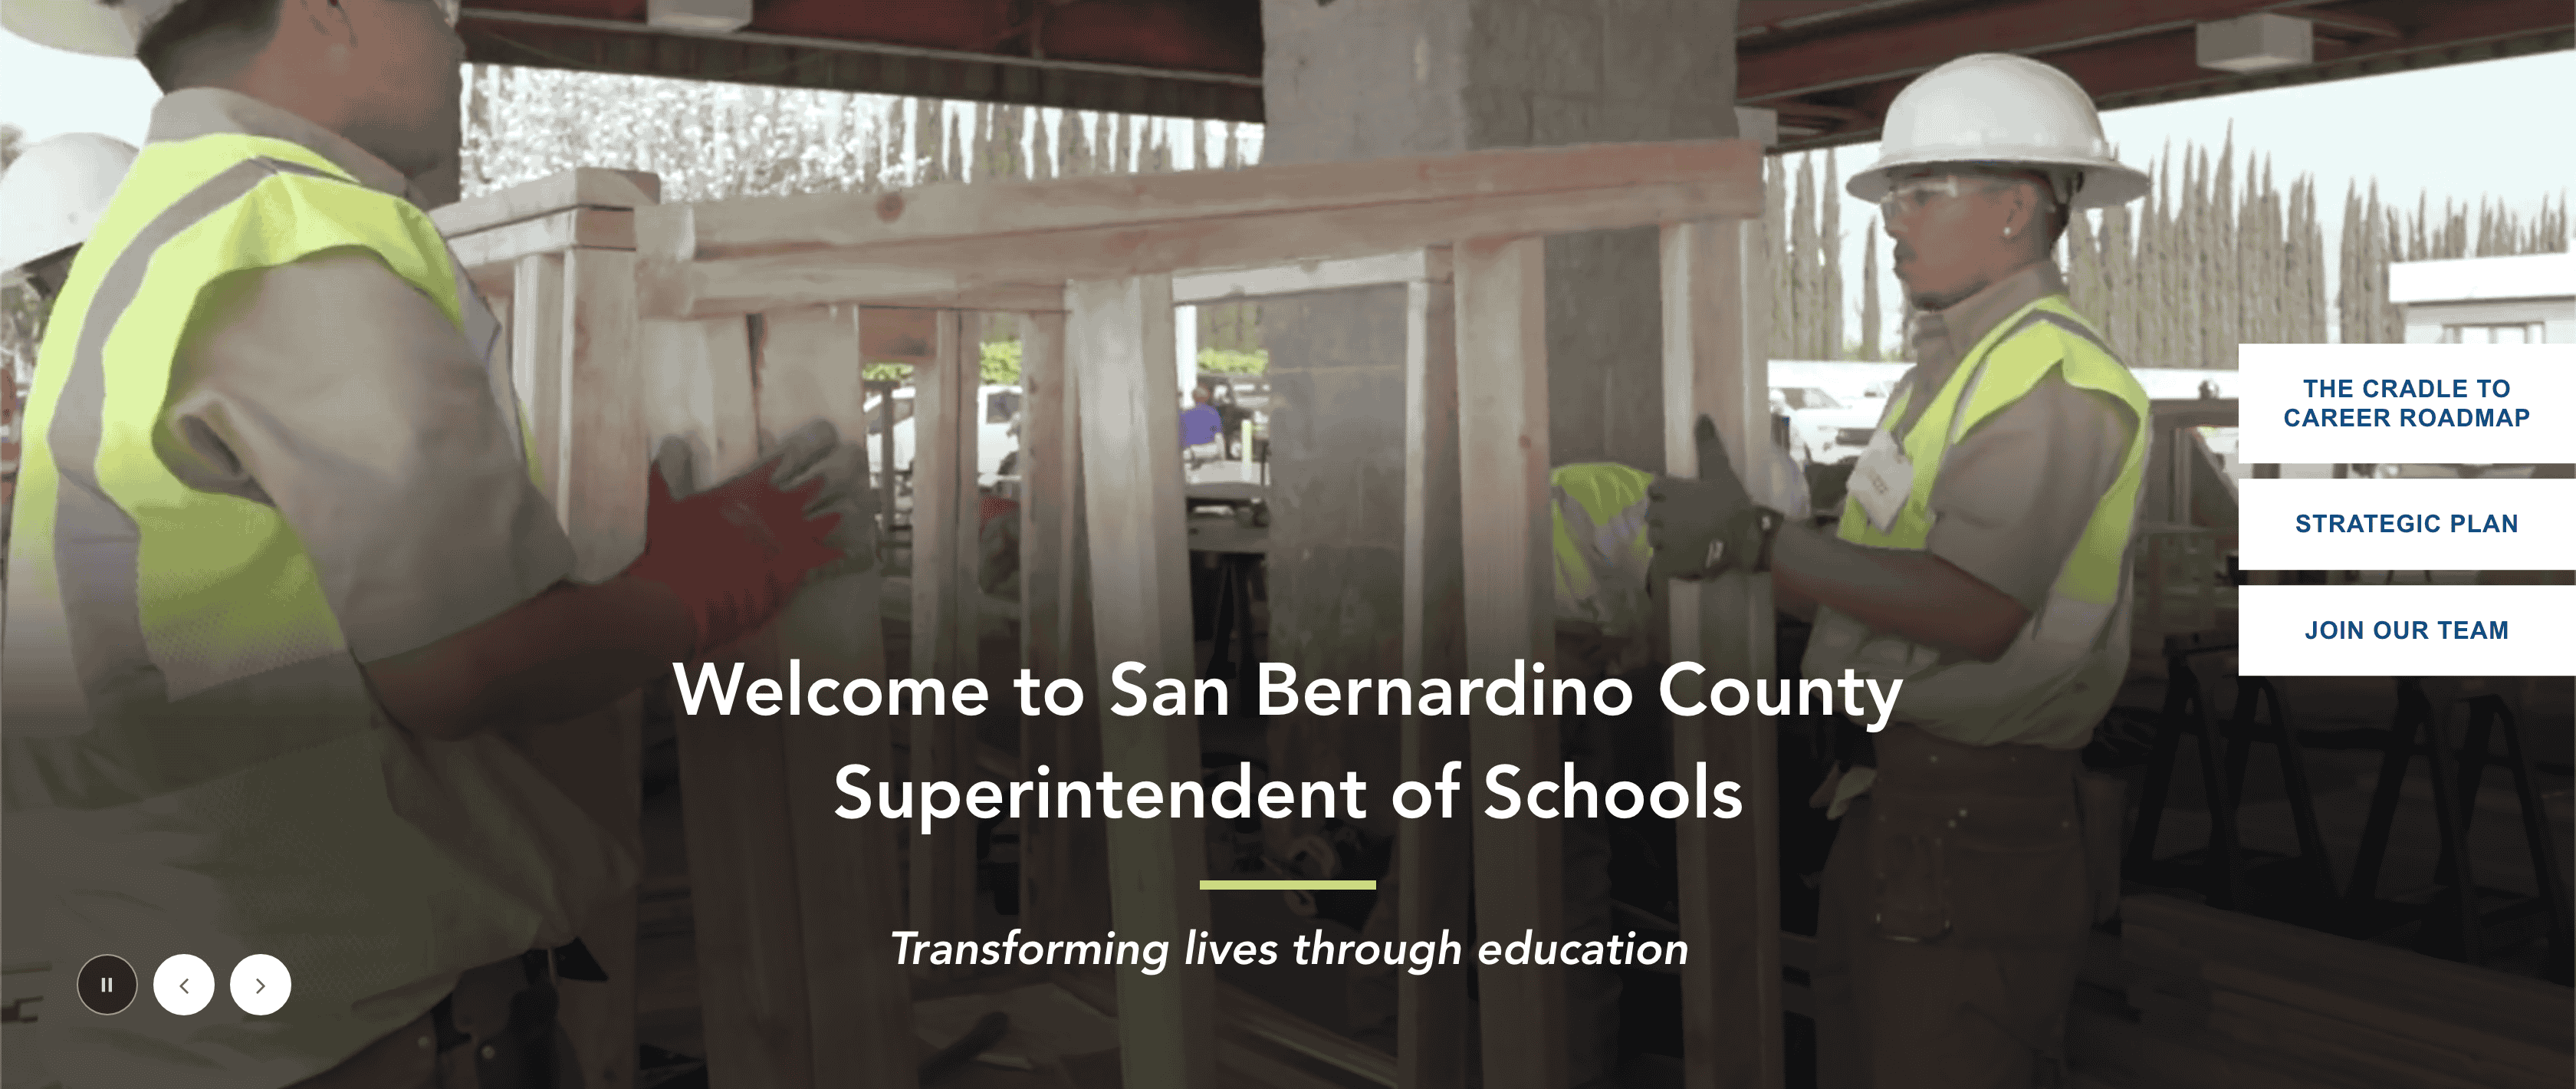 THE CRADLE TO
CAREER ROADMAP
STRATEGIC PLAN
JOIN OUR TEAM
Welcome to San Bernardino County
Superintendent of Schools
Transforming lives through education